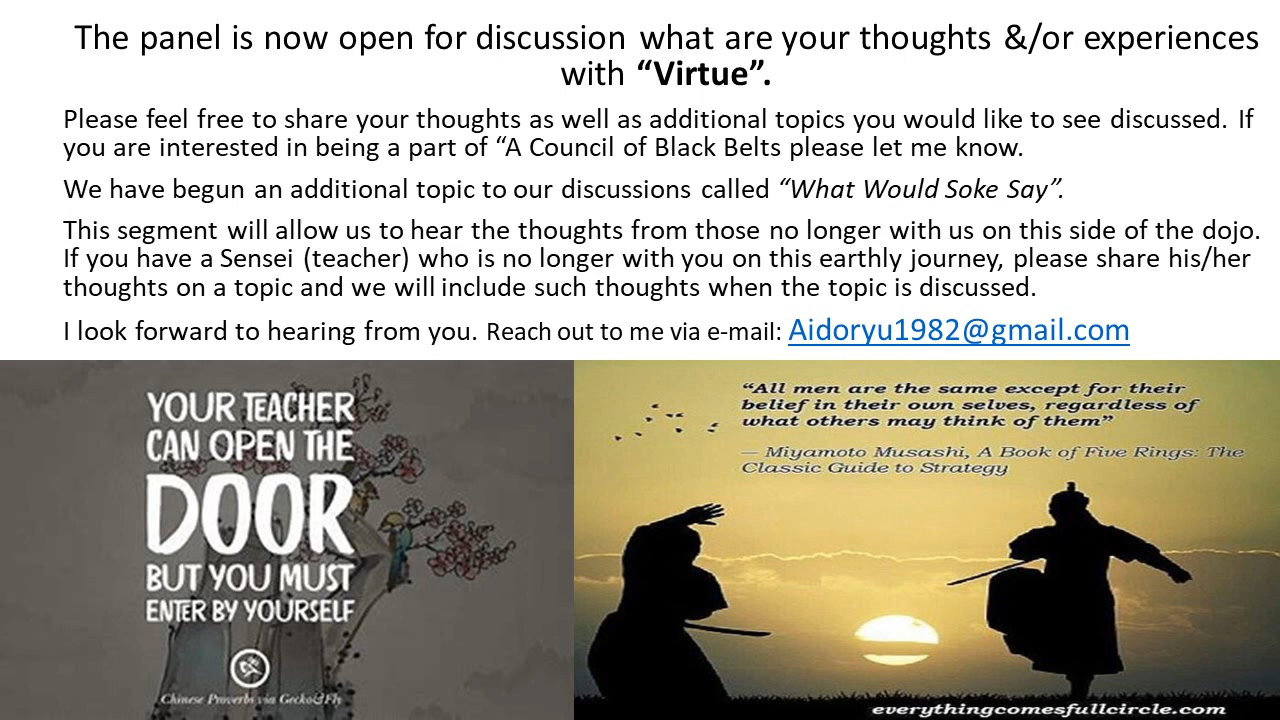 The panel is now open for discussion what are your thoughts &/or experiences
with “Virtue”.
Please feel free to share your thoughts as well as additional topics you would like to see discussed. If
you are interested in being a part of “A Council of Black Belts please let me know.
We have begun an additional topic to our discussions called “What Would Soke Say”.
This segment will allow us to hear the thoughts from those no longer with us on this side of the dojo.
If you have a Sensei (teacher) who is no longer with you on this earthly journey, please share his/her
thoughts on a topic and we will include such thoughts when the topic is discussed.
I look forward to hearing from you. Reach out to me via e-mail: Aidoryu1982@gmail.com
YOUR TEACHER
CAN OPEN THE
DOOR
BUT YOU MUST
ENTER BY YOURSELF
Chinese Proverbs via Gecko&Fly
“All men are the same except for their
belief in their own selves, regardless of
what others may think of them”
— Miyamoto Musashi, A Book of Five Rings: The
Classic Guide to Strategy
everythingcomesfullcircle.com